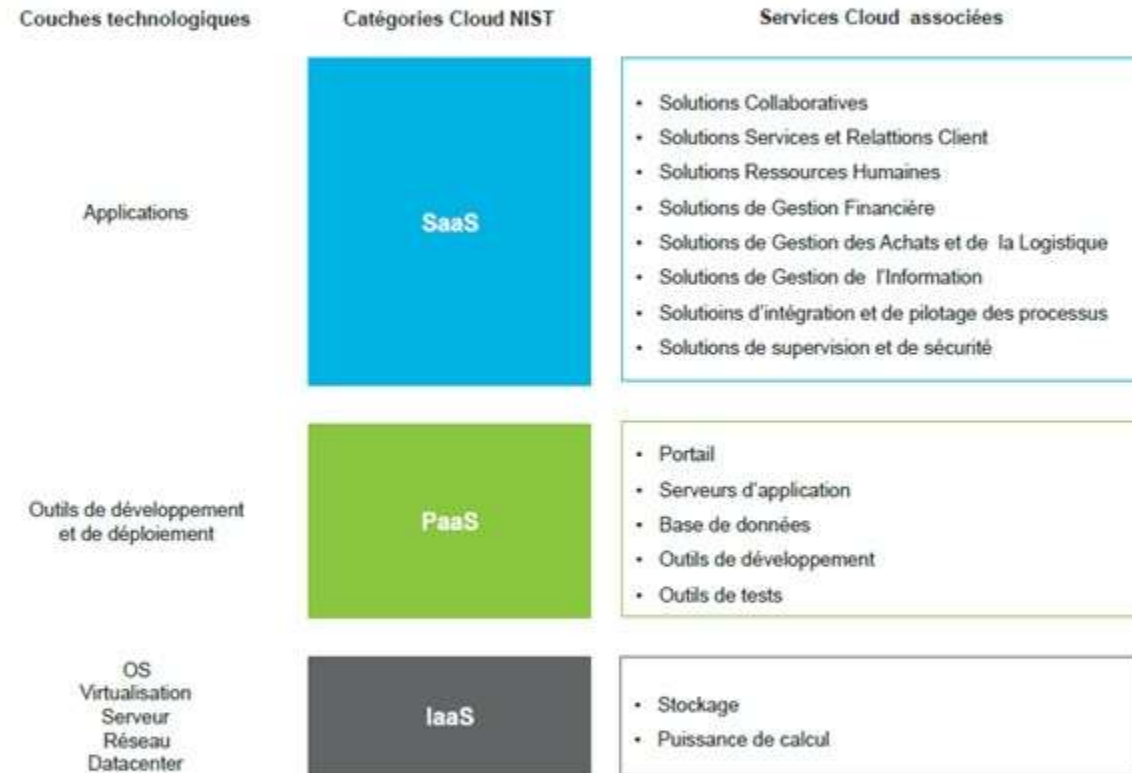 Couches technologiques
Catégories Cloud NIST
Services Cloud associées
Applications
SaaS
• Solutions Collaboratives
• Solutions Services et Relattions Client
• Solutions Ressources Humaines
• Solutions de Gestion Financière
• Solutions de Gestion des Achats et de la Logistique
• Solutions de Gestion de l'Information
• Solutioins d'intégration et de pilotage des processus
• Solutions de supervision et de sécurité
Outils de développement
et de déploiement
PaaS
• Portail
• Serveurs d'application
• Base de données
• Outils de développement
• Outils de tests
OS
Virtualisation
Serveur
Réseau
Datacenter
IaaS
• Stockage
• Puissance de calcul